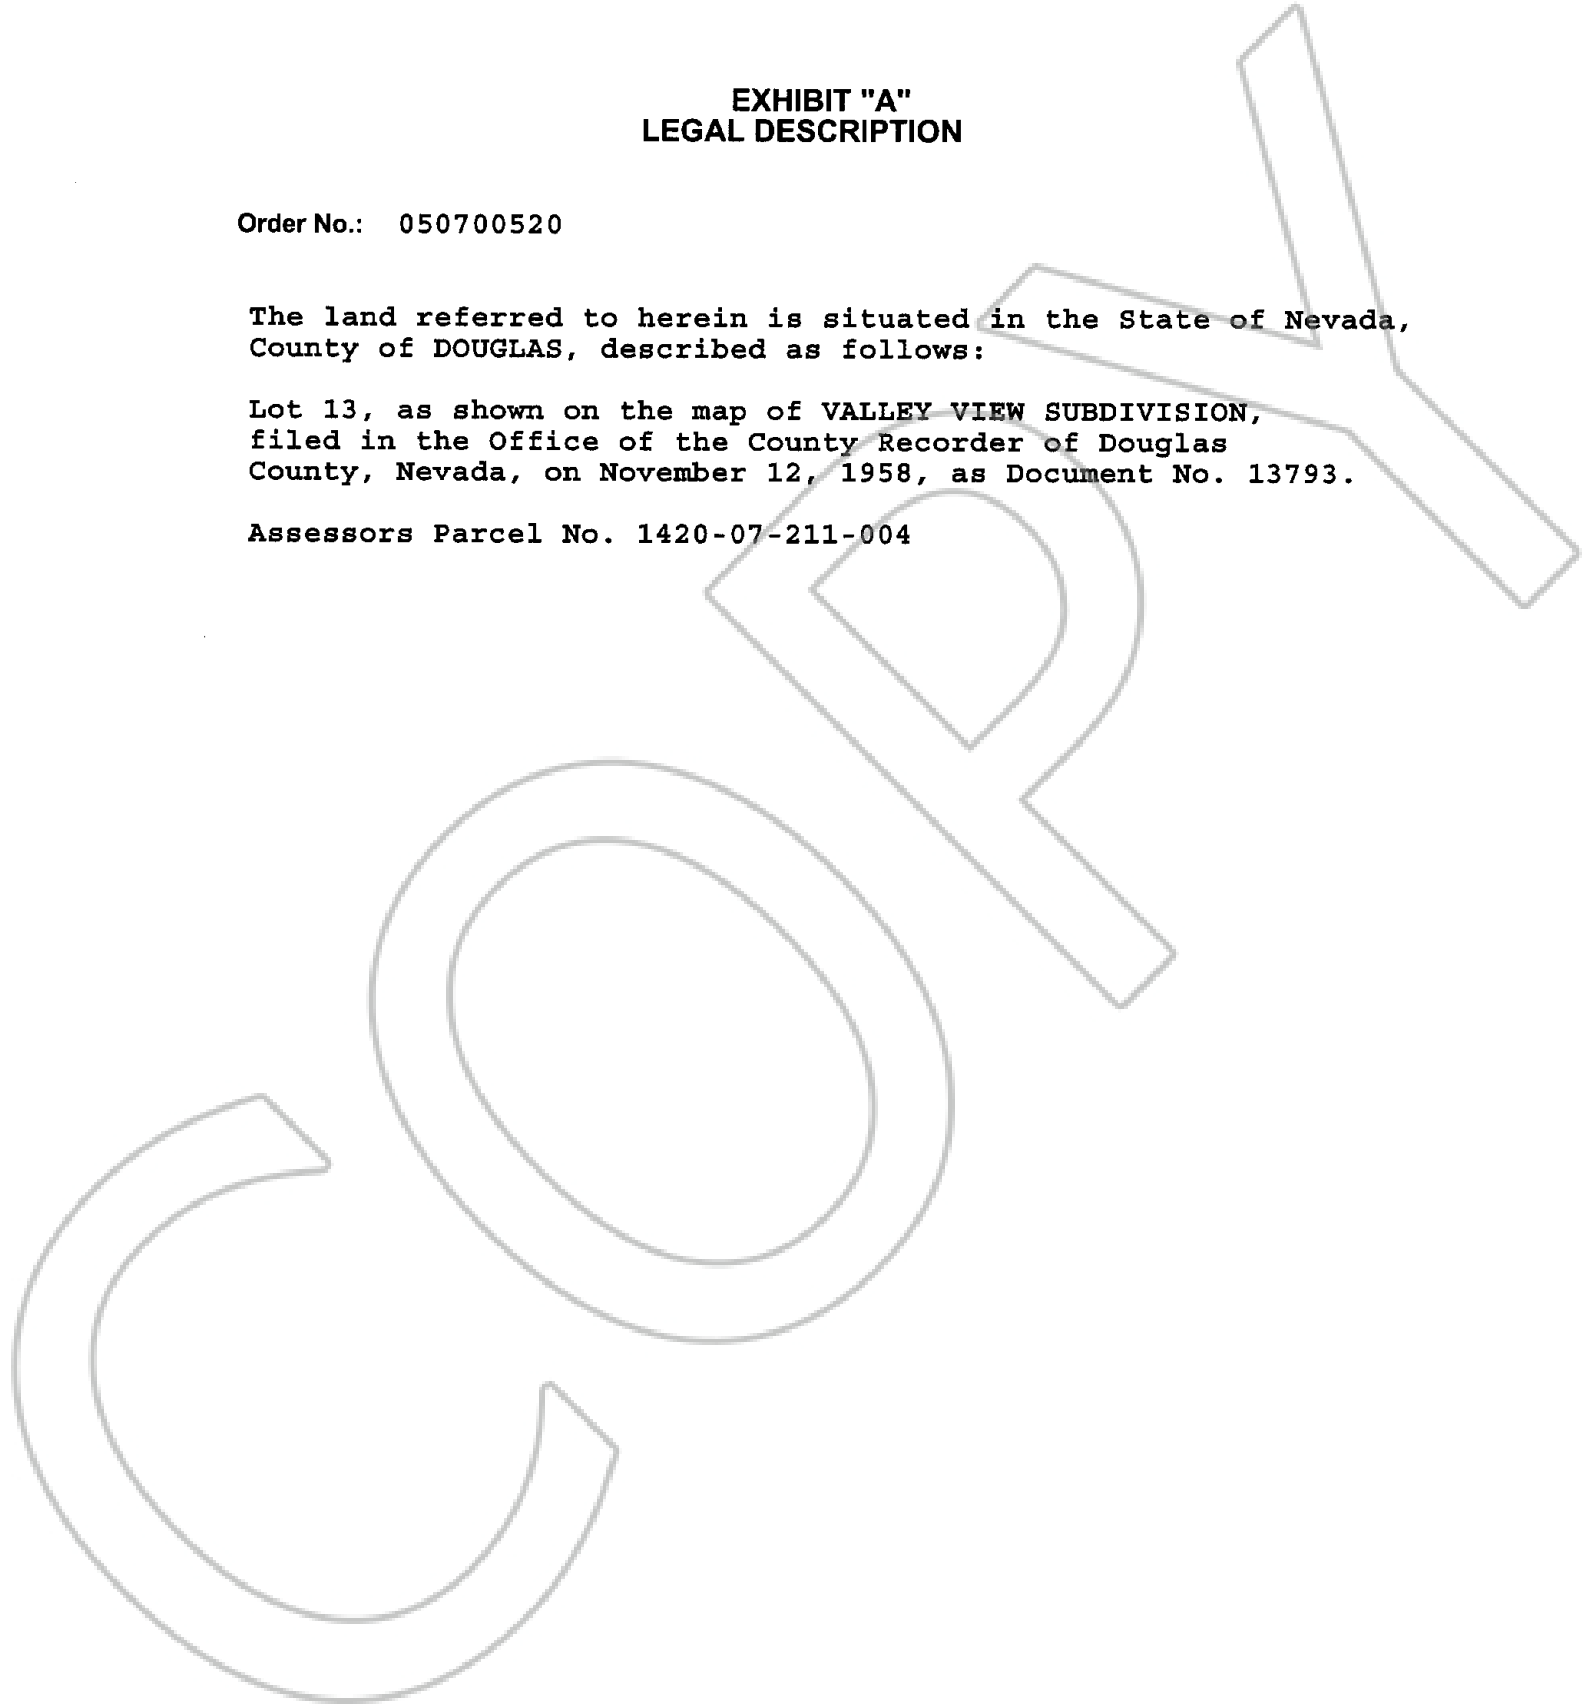 EXHIBIT "A"
LEGAL DESCRIPTION
Order No.: 050700520
The land referred to herein is situated in the State of Nevada,
County of DOUGLAS, described as follows:
Lot 13, as shown on the map of VALLEY VIEW SUBDIVISION,
filed in the Office of the County Recorder of Douglas
County, Nevada, on November 12, 1958, as Document No. 13793.
Assessors Parcel No. 1420-07-211-004
COPY